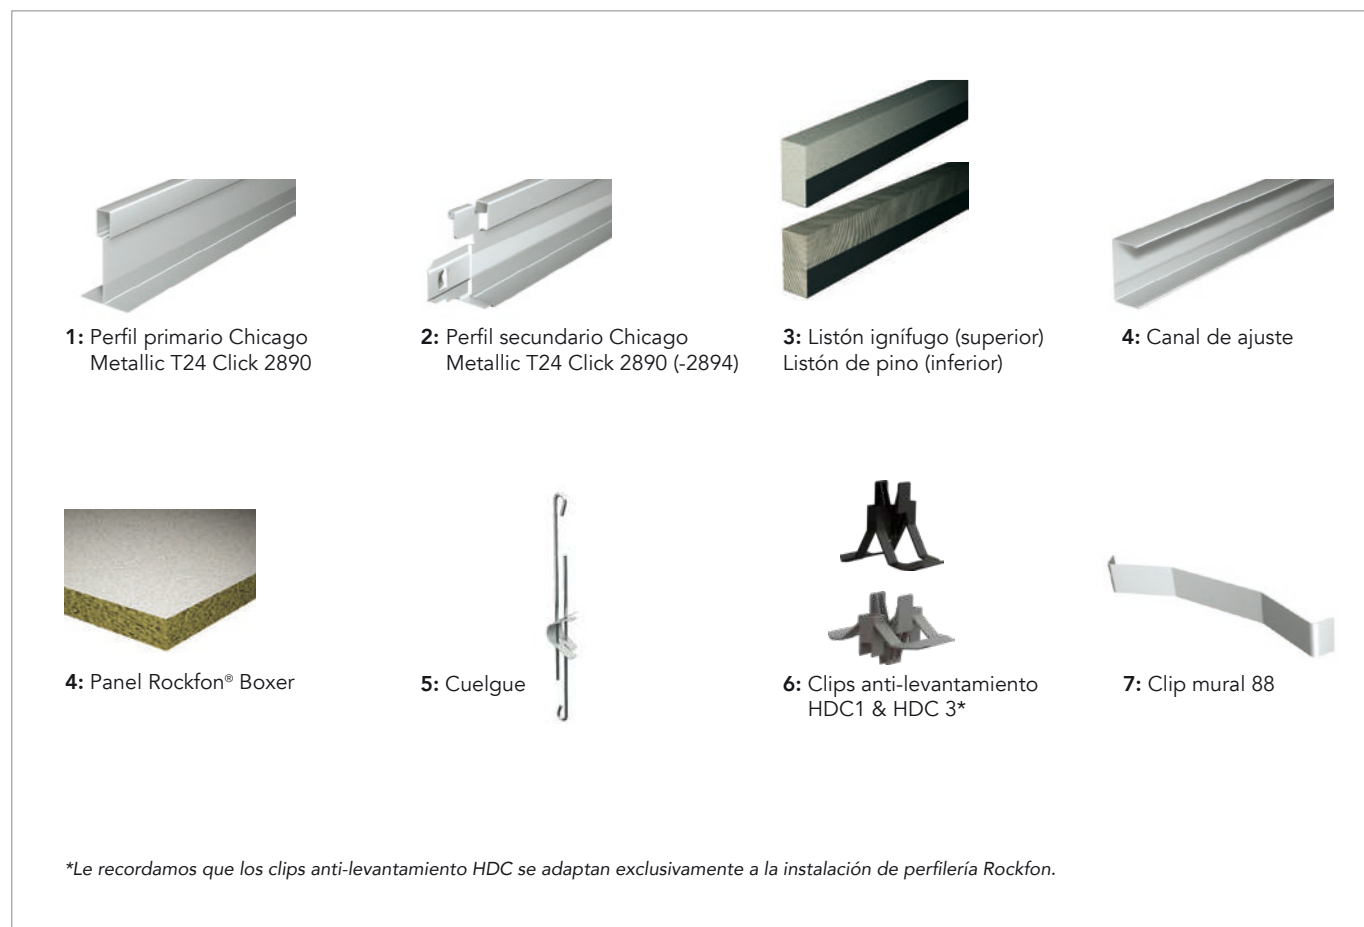 1: Perfil primario Chicago
Metallic T24 Click 2890
2: Perfil secundario Chicago
Metallic T24 Click 2890 (-2894)
3: Listón ignífugo (superior)
Listón de pino (inferior)
4: Canal de ajuste
4: Panel Rockfon® Boxer
5: Cuelgue
6: Clips anti-levantamiento
HDC1 & HDC 3*
7: Clip mural 88
*Le recordamos que los clips anti-levantamiento HDC se adaptan exclusivamente a la instalación de perfilería Rockfon.